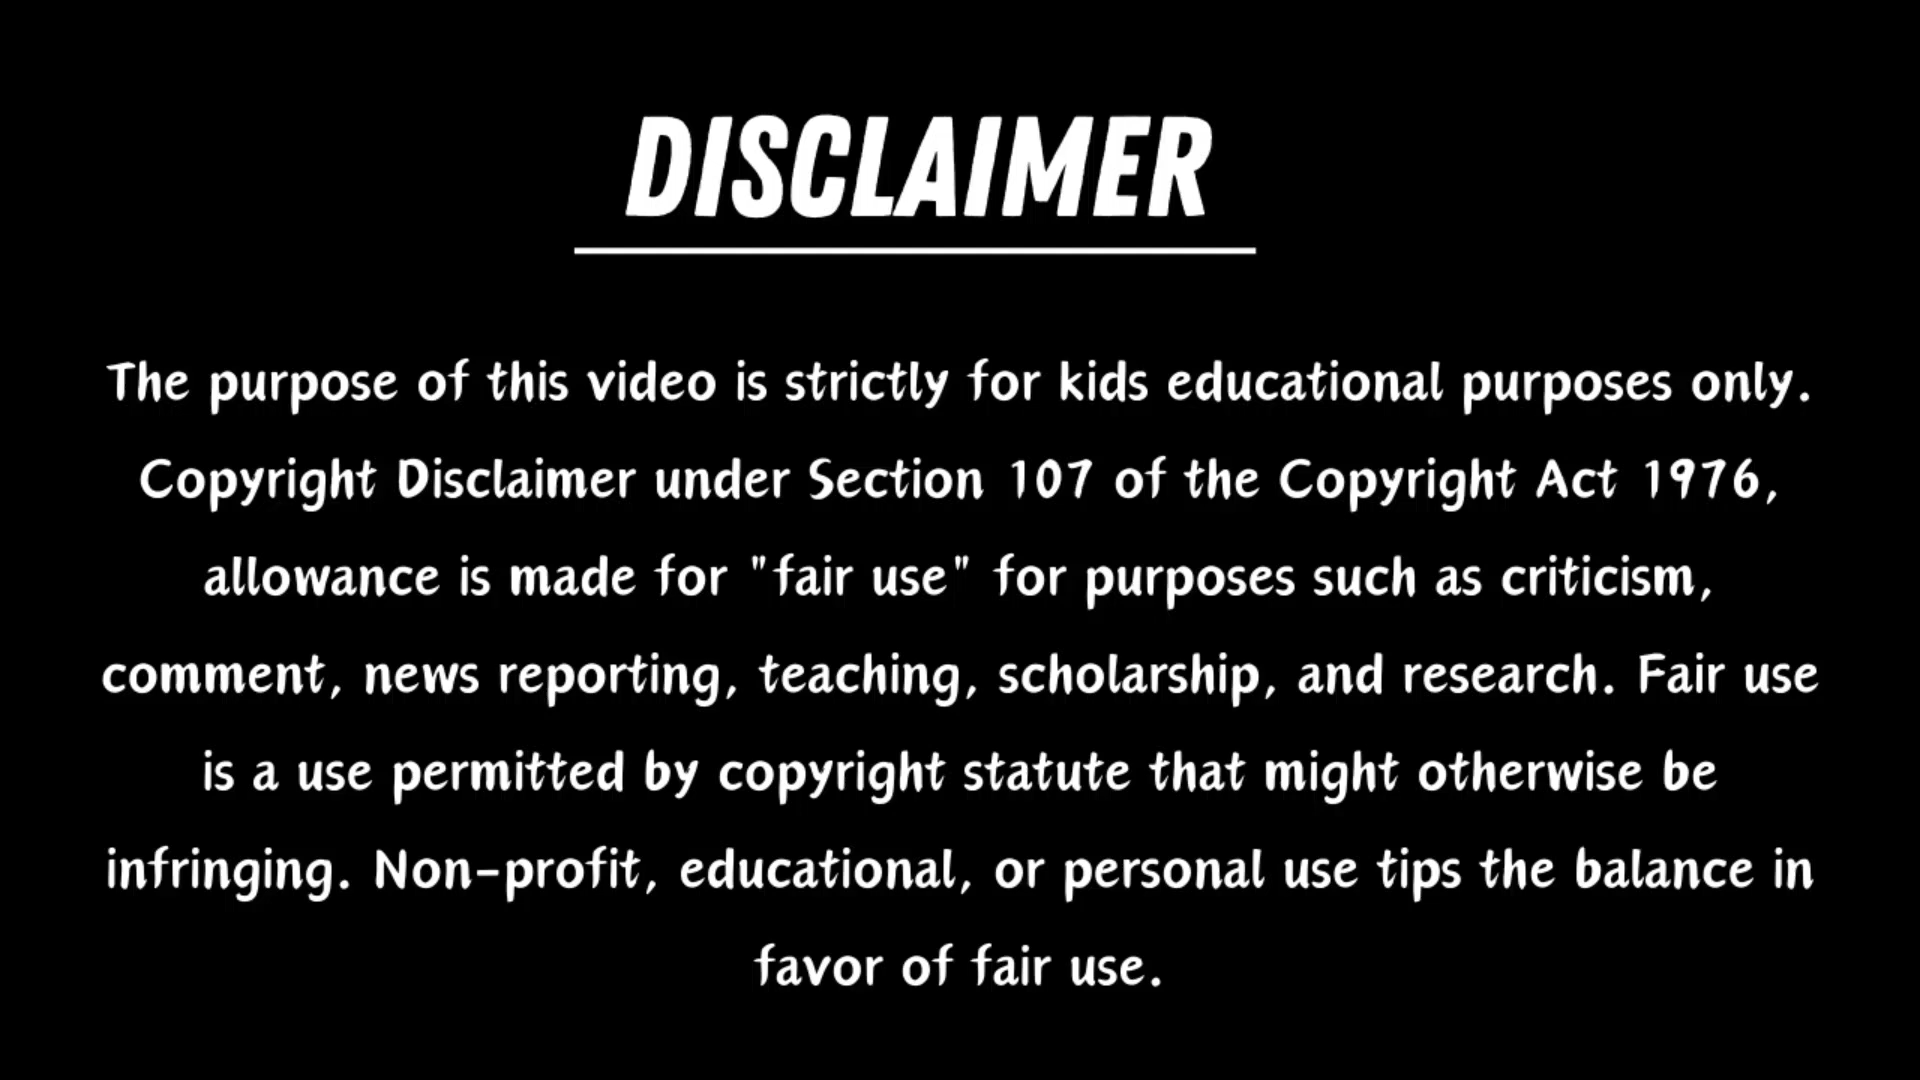 DISCLAIMER
The purpose of this video is strictly for kids educational purposes only.
Copyright Disclaimer under Section 107 of the Copyright Act 1976,
allowance is made for "fair use" for purposes such as criticism,
comment, news reporting, teaching, scholarship, and research. Fair use
is a use permitted by copyright statute that might otherwise be
infringing. Non-profit, educational, or personal use tips the balance in
favor of fair use.